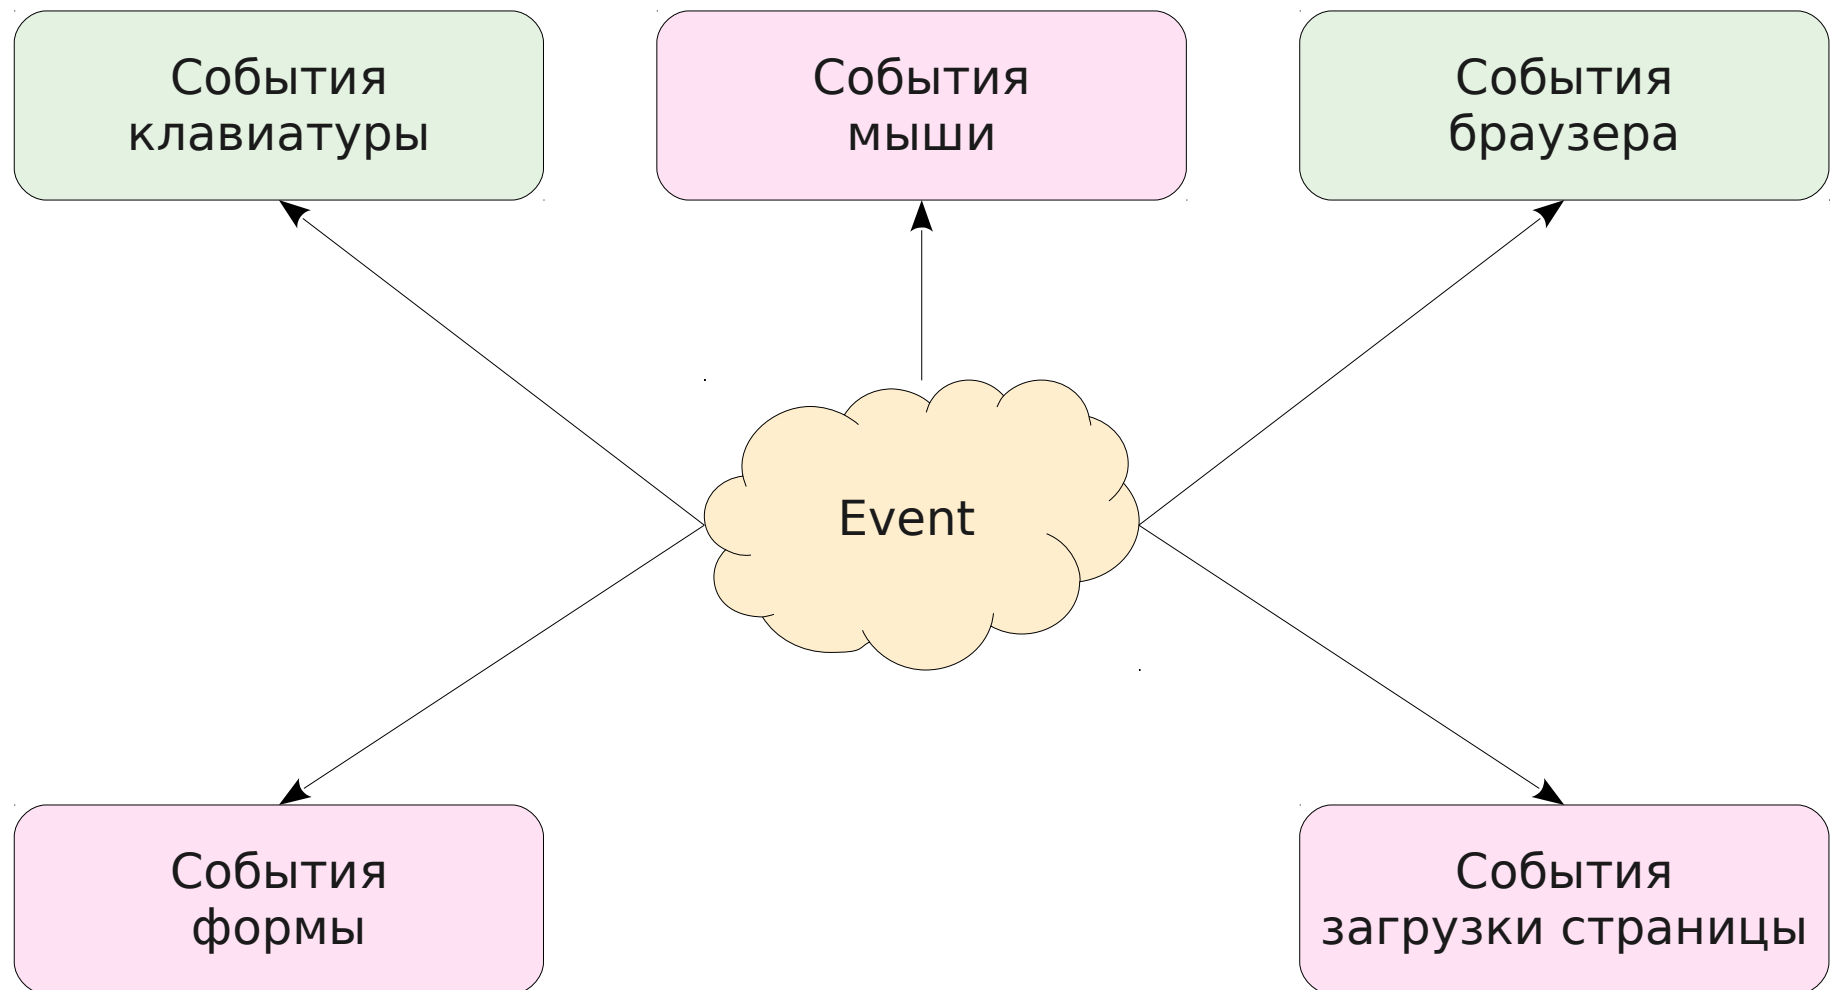 События
клавиатуры
События
мыши
События
браузера
Event
События
формы
События
загрузки страницы